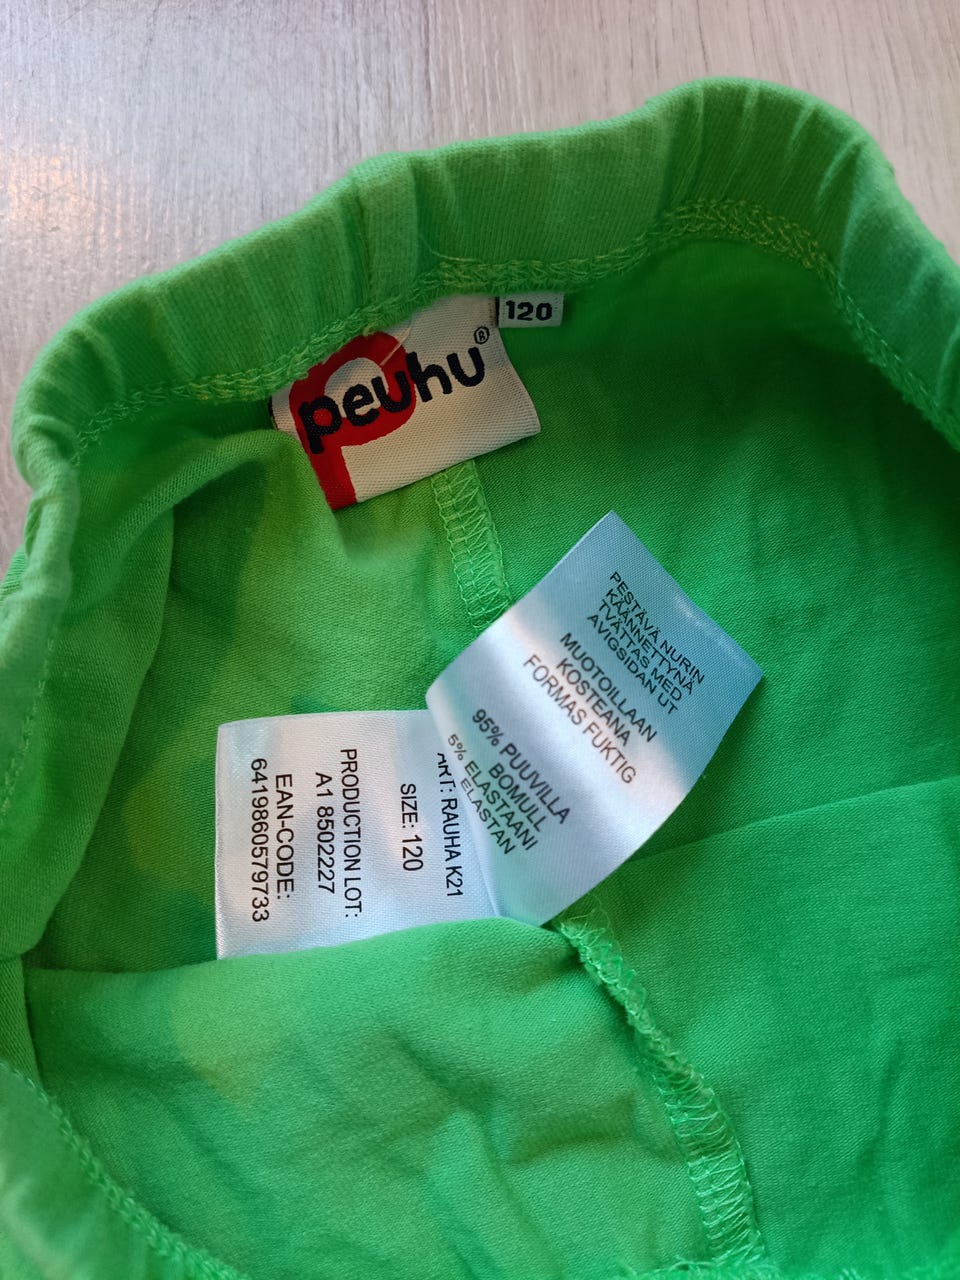 peuhu®
120
PESTÄVÄ NURIN
KÄÄNNETTYNÄ
TVÄTTAS MED
AVIGSIDAN UT
MUOTOILLAAN
KOSTEANA
FORMAS FUKTIG
95% PUUVILLA
BOMULL
5% ELASTAANI
ELASTAN
ART: RAUHA K21
SIZE: 120
PRODUCTION LOT:
A1 8502227
EAN-CODE:
6419860579733